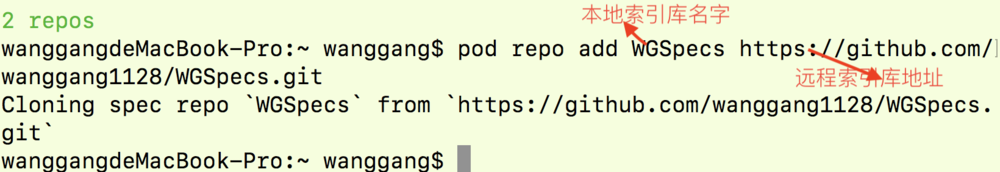 本地索引库名字
2 repos
wanggangdeMacBook-Pro:~ wanggang$ pod repo add WGSpecs https://github.com/
wanggang1128/WGSpecs.git
远程索引库地址
Cloning spec repo `WGSpecs` from `https://github.com/wanggang1128/WGSpecs.
git`
wanggangdeMacBook-Pro:~ wanggang$